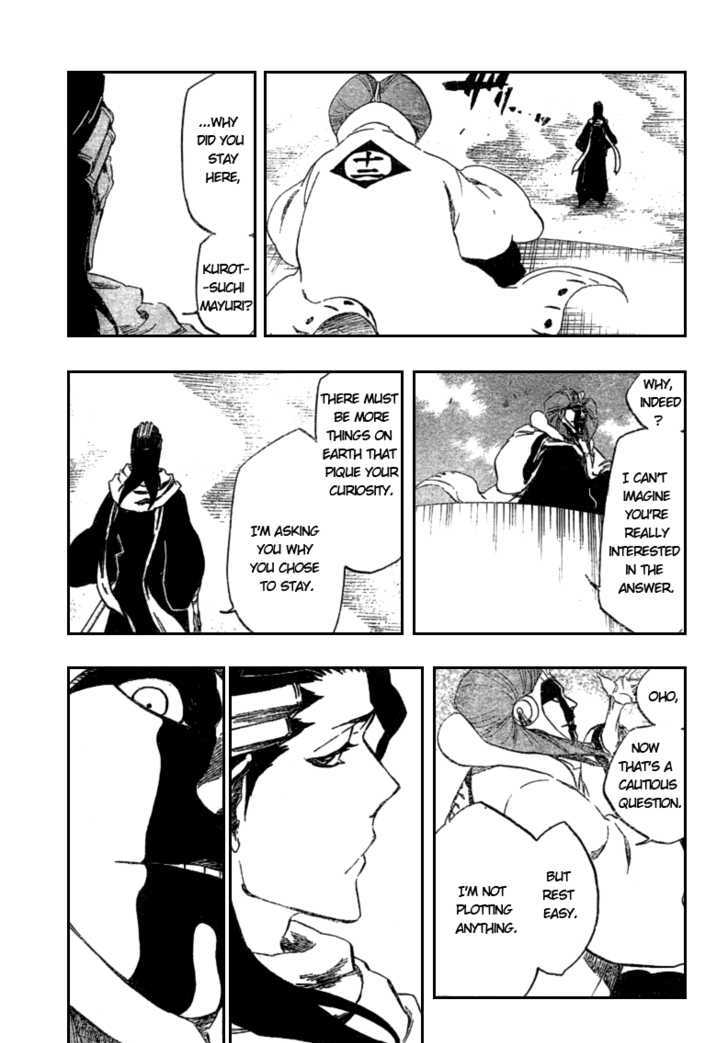 十
二
...WHY
DID YOU
STAY
HERE,
KUROT-
-SUCHI
MAYURI?
WHY,
INDEED
?
I CAN'T
IMAGINE
YOU'RE
REALLY
INTERESTED
IN THE
ANSWER.
THERE MUST
BE MORE
THINGS ON
EARTH THAT
PIQUE YOUR
CURIOSITY.
I'M ASKING
YOU WHY
YOU CHOSE
TO STAY.
OHO,
NOW
THAT'S A
CAUTIOUS
QUESTION.
BUT
REST
EASY.
I'M NOT
PLOTTING
ANYTHING.